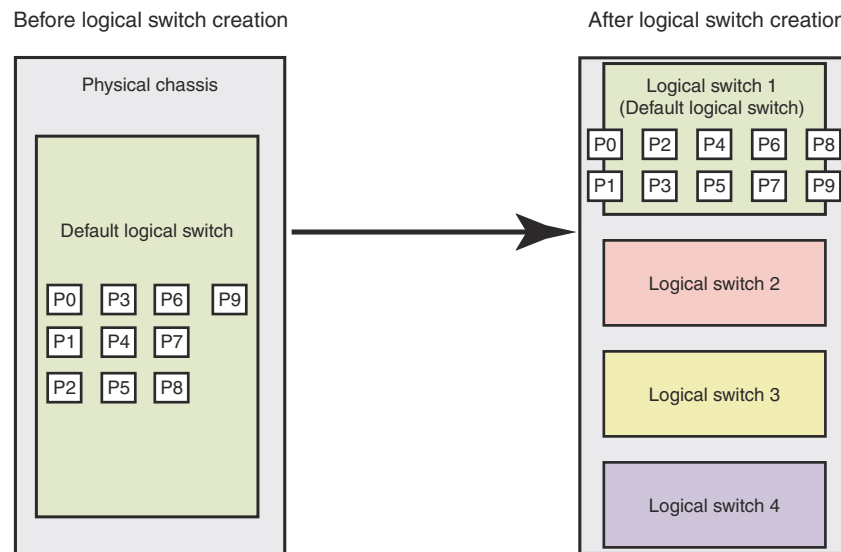 Before logical switch creation
After logical switch creation
Physical chassis
Default logical switch
P0 P3 P6 P9
P1 P4 P7
P2 P5 P8
Logical switch 1
(Default logical switch)
P0 P2 P4 P6 P8
P1 P3 P5 P7 P9
Logical switch 2
Logical switch 3
Logical switch 4